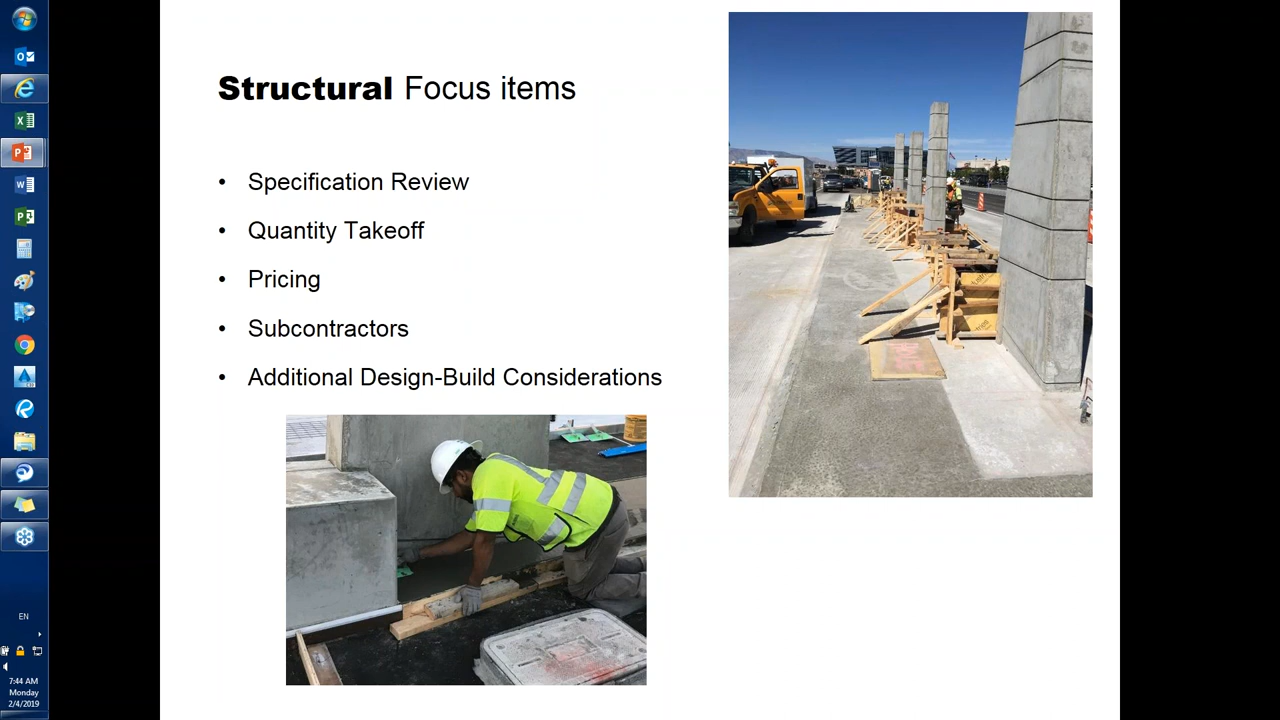 Structural Focus items
• Specification Review
• Quantity Takeoff
• Pricing
• Subcontractors
• Additional Design-Build Considerations
EN
7:44 AM
Monday
2/4/2019